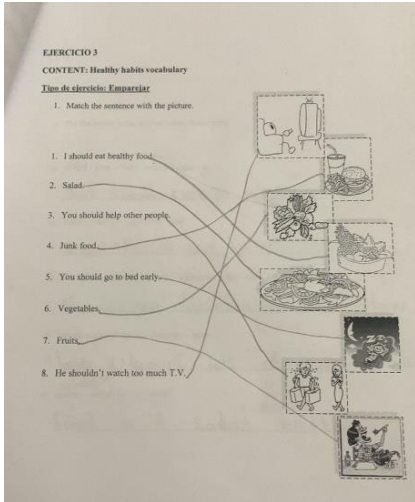 EJERCICIO 3
CONTENT: Healthy habits vocabulary
Tipo de ejercicio: Emparejar
1. Match the sentence with the picture.
1. I should eat healthy food.
2. Salad.
3. You should help other people.
4. Junk food.
5. You should go to bed early.
6. Vegetables.
7. Fruits.
8. He shouldn't watch too much T.V.